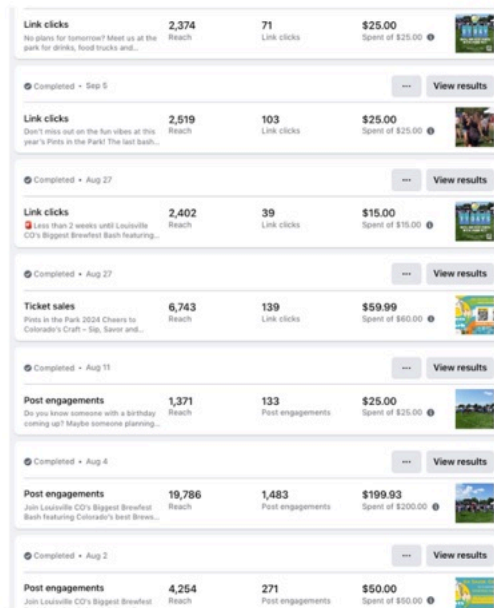 Link clicks 2,374 71 $25.00
No plans for tomorrow? Meet us at the Reach Link clicks Spent of $25.00
park for drinks, food trucks and...
Completed • Sep 5 ... View results
Link clicks 2,519 103 $25.00
Don't miss out on the fun vibes at this Reach Link clicks Spent of $25.00
year's Pints in the Park! The last bash...
Completed • Aug 27 ... View results
Link clicks 2,402 39 $15.00
🚨Less than 2 weeks until Louisville Reach Link clicks Spent of $15.00
CO's Biggest Brewfest Bash featuring...
Completed • Aug 27 ... View results
Ticket sales 6,743 139 $59.99
Pints in the Park 2024 Cheers to Reach Link clicks Spent of $60.00
Colorado's Craft – Sip, Savor and...
Completed • Aug 11 ... View results
Post engagements 1,371 133 $25.00
Do you know someone with a birthday Reach Post engagements Spent of $25.00
coming up? Maybe someone planning...
Completed • Aug 4 ... View results
Post engagements 19,786 1,483 $199.93
Join Louisville CO's Biggest Brewfest Reach Post engagements Spent of $200.00
Bash featuring Colorado's best Brews...
Completed • Aug 2 ... View results
Post engagements 4,254 271 $50.00
Join Louisville CO's Biggest Brewfest Reach Post engagements Spent of $50.00